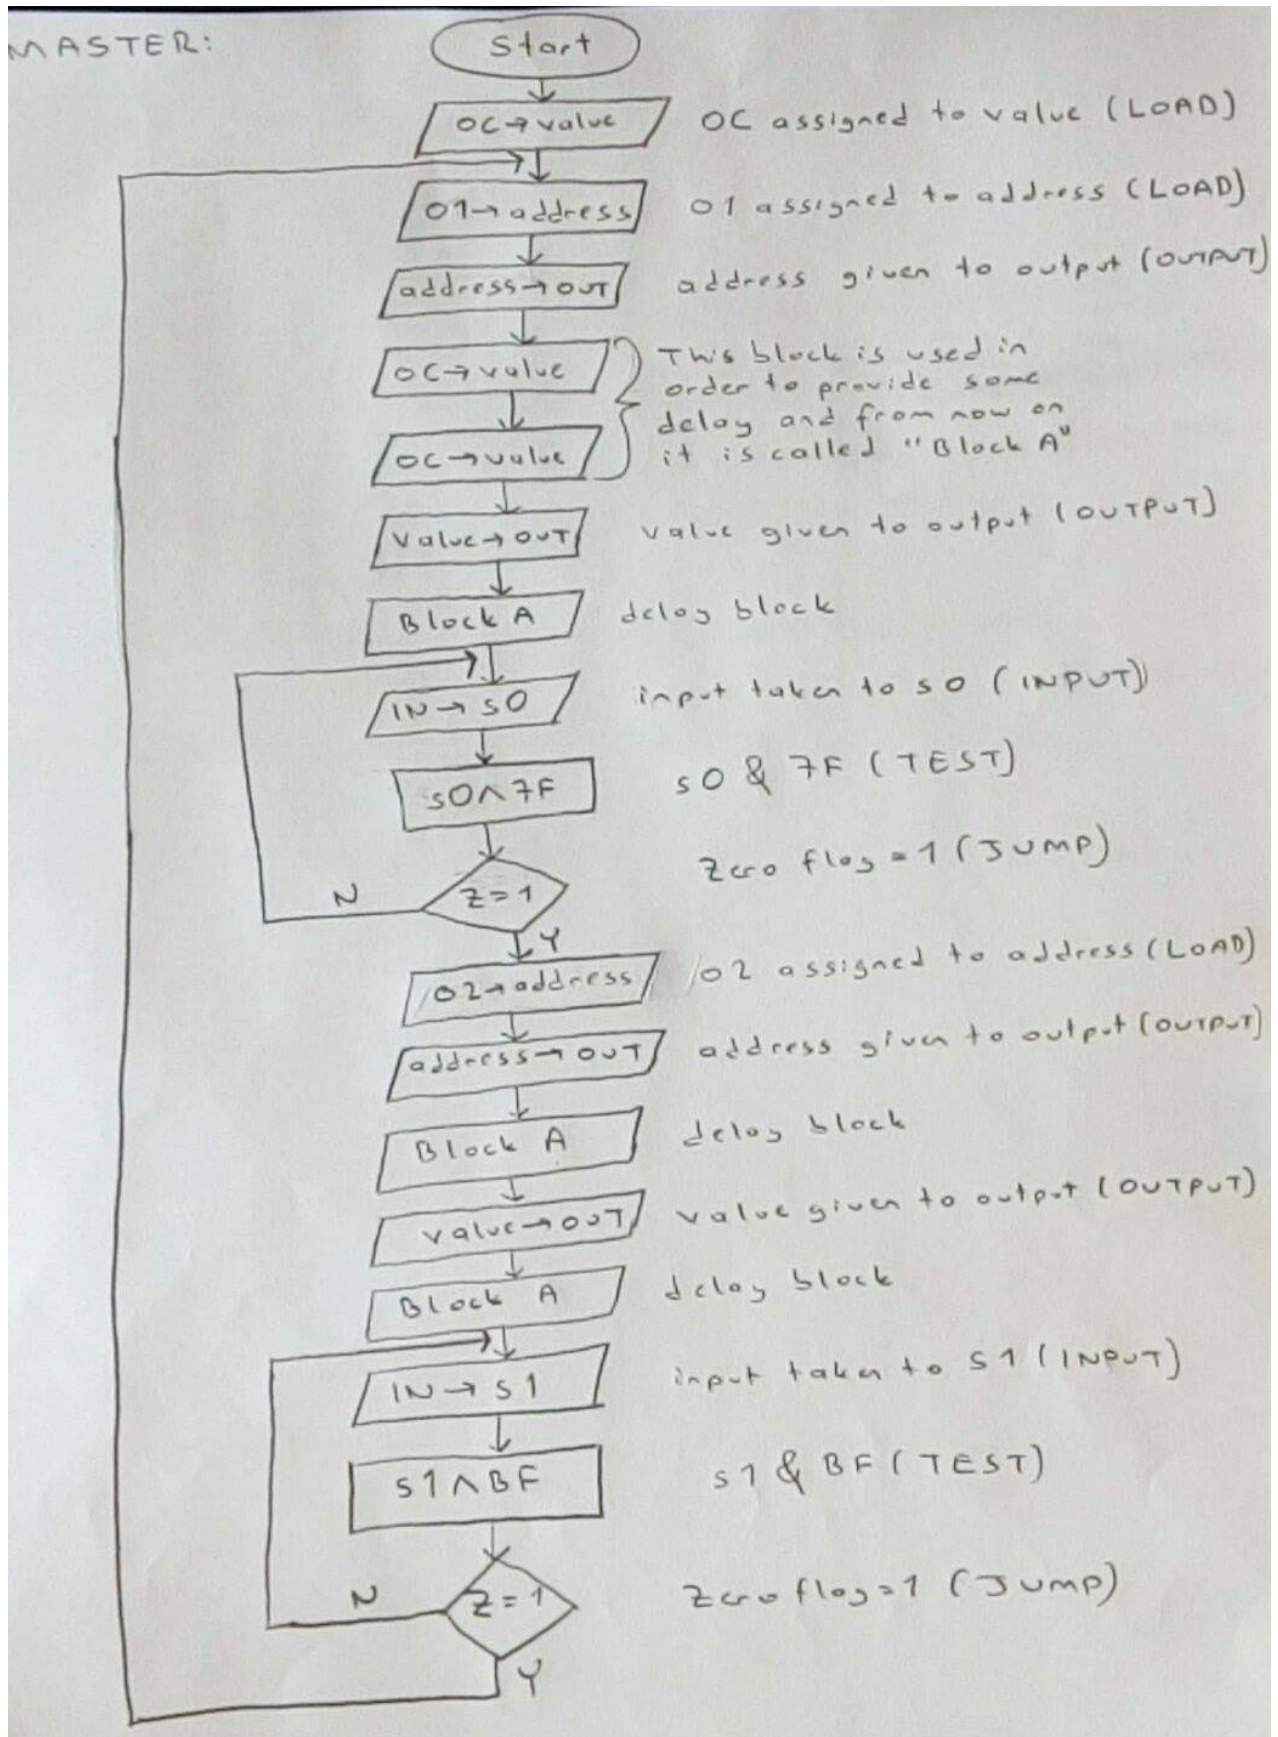 MASTER:
Start
OC→value OC assigned to value (LOAD)
01→address 01 assigned to address (LOAD)
address→OUT address given to output (OUTPUT)
OC→value
OC→value
This block is used in
order to provide some
delay and from now on
it is called "Block A"
Value→OUT value given to output (OUTPUT)
Block A delay block
IN→s0 input taken to s0 (INPUT)
s0∧7F s0 & 7F (TEST)
Z=1 Zero flag=1 (JUMP)
N
Y
02→address 02 assigned to address (LOAD)
address→OUT address given to output (OUTPUT)
Block A delay block
value→OUT value given to output (OUTPUT)
Block A delay block
IN→s1 input taken to s1 (INPUT)
s1∧BF s1 & BF (TEST)
Z=1 Zero flag=1 (JUMP)
N
Y